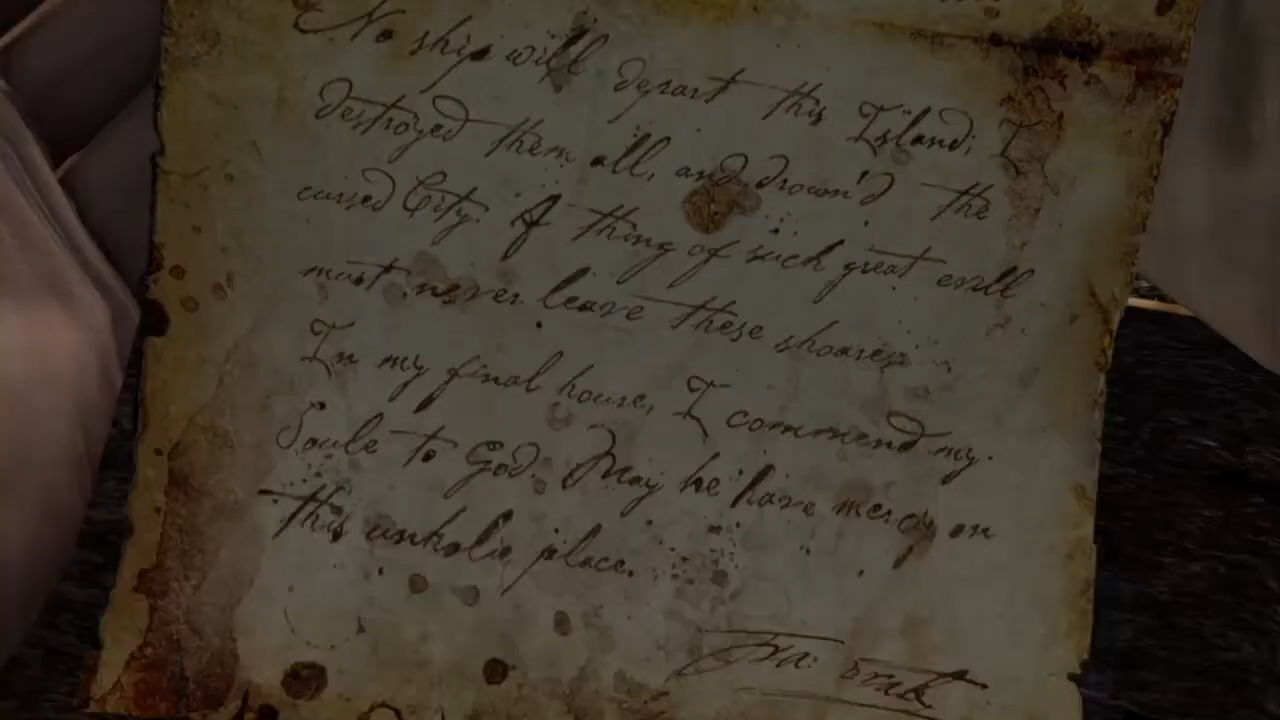 No ship will depart this Island; I
destroyed them all, and drown'd the
cursed City. A thing of such great evill
must never leave these shoares.
In my final houre, I commend my
Soule to God. May he have mercy on
this unholie place.
Fra: Drake